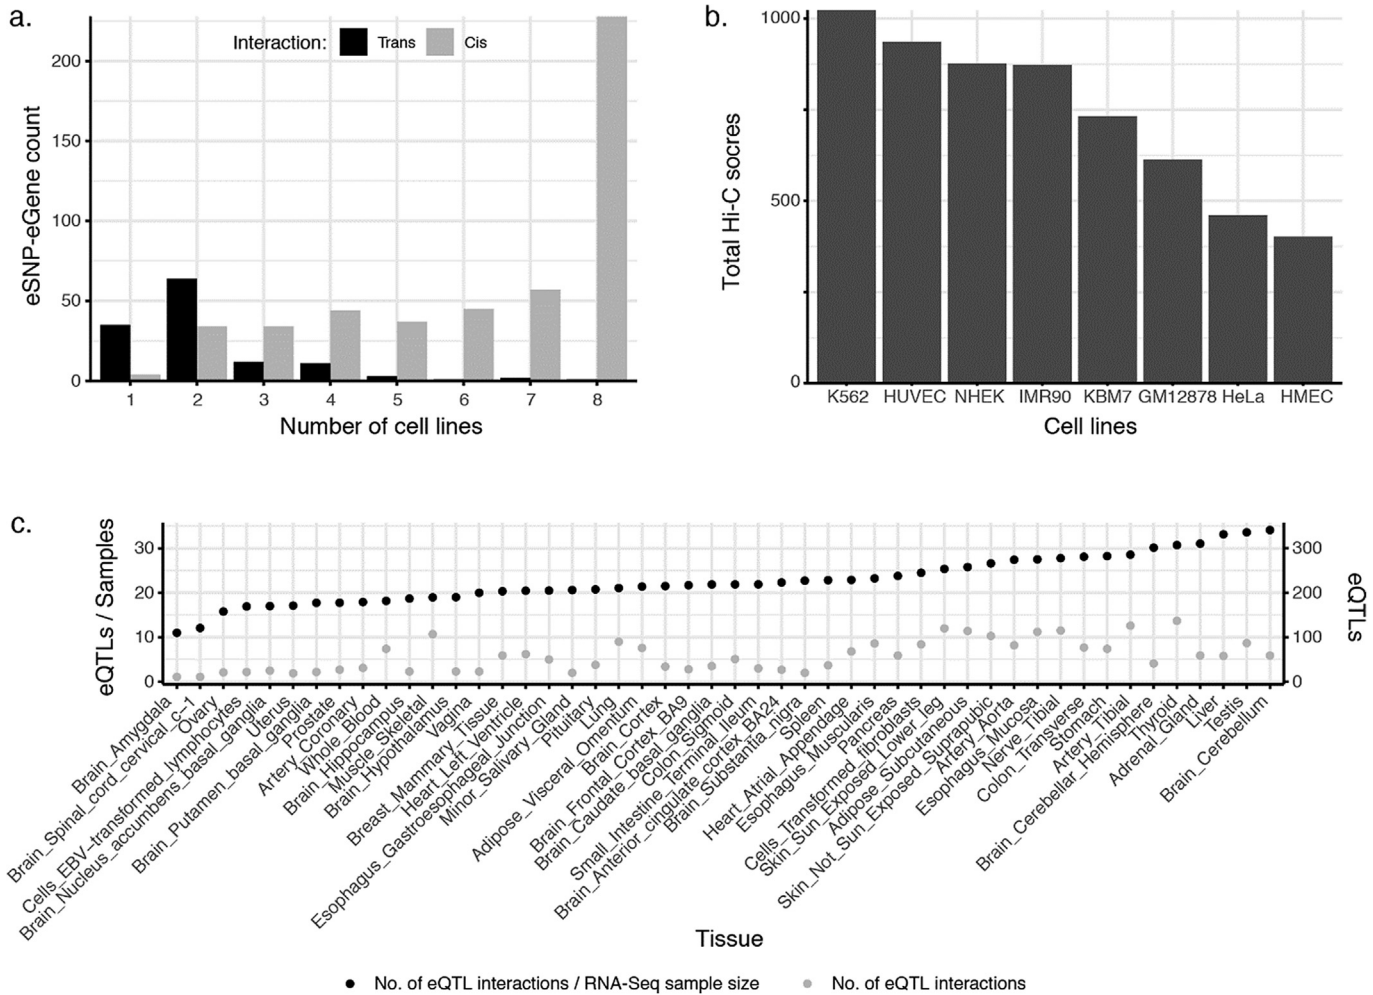 a.
Interaction: Trans Cis
eSNP-eGene count
200
150
100
50
0
1 2 3 4 5 6 7 8
Number of cell lines
b.
Total Hi-C socres
1000
500
0
K562 HUVEC NHEK IMR90 KBM7 GM12878 HeLa HMEC
Cell lines
c.
eQTLs / Samples
30
20
10
0
eQTLs
300
200
100
0
Brain_Amygdala
Brain_Spinal_cord_cervical_c-1
Ovary
Cells_EBV-transformed_lymphocytes
Brain_Nucleus_accumbens_basal_ganglia
Uterus
Brain_Putamen_basal_ganglia
Prostate
Artery_Coronary
Whole_Blood
Brain_Hippocampus
Muscle_Skeletal
Brain_Hypothalamus
Vagina
Breast_Mammary_Tissue
Heart_Left_Ventricle
Esophagus_Gastroesophageal_Junction
Minor_Salivary_Gland
Pituitary
Lung
Adipose_Visceral_Omentum
Brain_Cortex
Brain_Frontal_Cortex_BA9
Brain_Caudate_basal_ganglia
Colon_Sigmoid
Small_Intestine_Terminal_Ileum
Brain_Anterior_cingulate_cortex_BA24
Brain_Substantia_nigra
Spleen
Heart_Atrial_Appendage
Esophagus_Muscularis
Pancreas
Cells_Transformed_fibroblasts
Skin_Sun_Exposed_Lower_leg
Adipose_Subcutaneous
Skin_Not_Sun_Exposed_Suprapubic
Artery_Aorta
Esophagus_Mucosa
Nerve_Tibial
Colon_Transverse
Stomach
Artery_Tibial
Brain_Cerebellar_Hemisphere
Thyroid
Adrenal_Gland
Liver
Testis
Brain_Cerebellum
Tissue
No. of eQTL interactions / RNA-Seq sample size No. of eQTL interactions